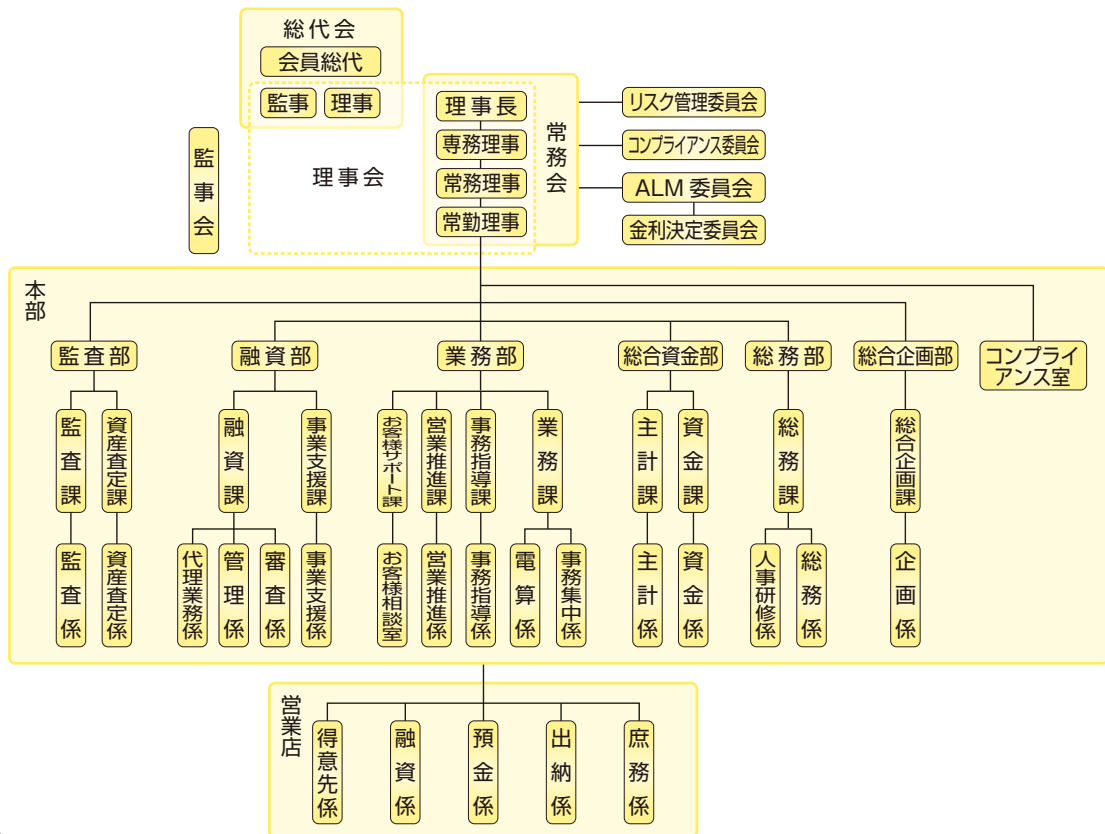 総代会
会員総代
監事
理事
監事会
理事会
理事長
専務理事
常務理事
常勤理事
常務会
リスク管理委員会
コンプライアンス委員会
ALM 委員会
金利決定委員会
本部
監査部
融資部
業務部
総合資金部
総務部
総合企画部
コンプライ
アンス室
監査課
資産査定課
融資課
事業支援課
お客様サポート課
営業推進課
事務指導課
業務課
主計課
資金課
総務課
総合企画課
監査係
資産査定係
代理業務係
管理係
審査係
事業支援係
お客様相談室
営業推進係
事務指導係
電算係
事務集中係
主計係
資金係
人事研修係
総務係
企画係
営業店
得意先係
融資係
預金係
出納係
庶務係